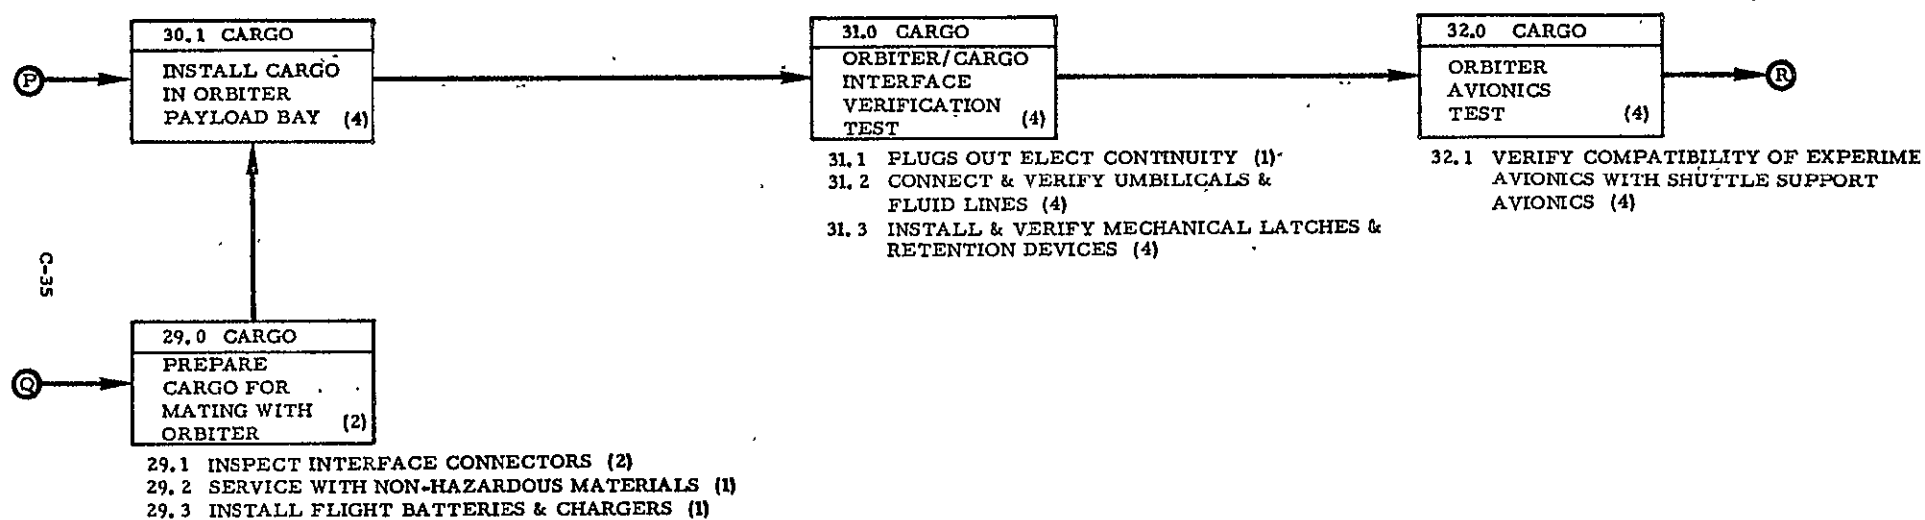 P
30.1 CARGO
INSTALL CARGO
IN ORBITER
PAYLOAD BAY (4)
31.0 CARGO
ORBITER/CARGO
INTERFACE
VERIFICATION
TEST (4)
31.1 PLUGS OUT ELECT CONTINUITY (1)
31.2 CONNECT & VERIFY UMBILICALS &
FLUID LINES (4)
31.3 INSTALL & VERIFY MECHANICAL LATCHES &
RETENTION DEVICES (4)
32.0 CARGO
ORBITER
AVIONICS
TEST (4)
R
32.1 VERIFY COMPATIBILITY OF EXPERIME
AVIONICS WITH SHUTTLE SUPPORT
AVIONICS (4)
C-35
Q
29.0 CARGO
PREPARE
CARGO FOR
MATING WITH
ORBITER (2)
29.1 INSPECT INTERFACE CONNECTORS (2)
29.2 SERVICE WITH NON-HAZARDOUS MATERIALS (1)
29.3 INSTALL FLIGHT BATTERIES & CHARGERS (1)